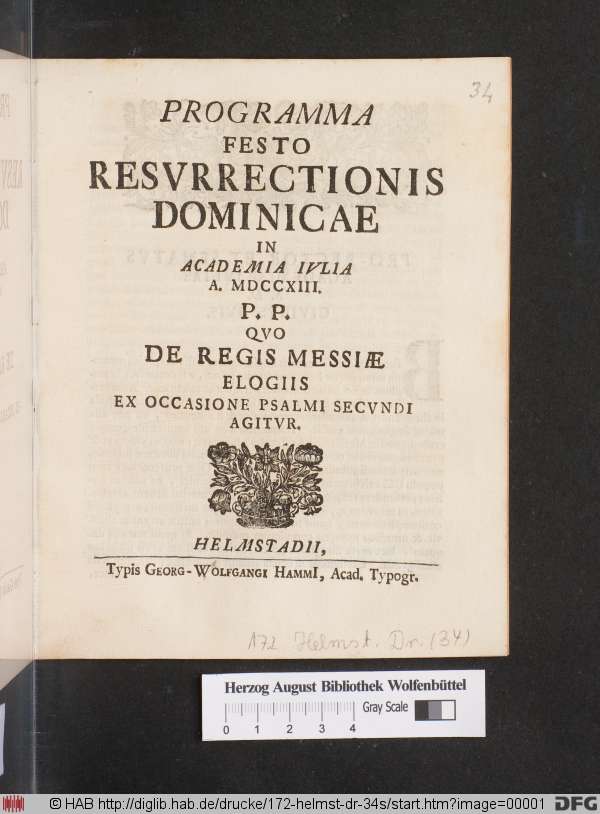 34
PROGRAMMA
FESTO
RESVRRECTIONIS
DOMINICAE
IN
ACADEMIA IVLIA
A. MDCCXIII.
P. P.
QVO
DE REGIS MESSIÆ
ELOGIIS
EX OCCASIONE PSALMI SECVNDI
AGITVR.
HELMSTADII,
Typis GEORG-WOLFGANGI HAMMI, Acad. Typogr.
172 Helmst. Dr. (34)
Herzog August Bibliothek Wolfenbüttel
Gray Scale
0 1 2 3 4
© HAB http://diglib.hab.de/drucke/172-helmst-dr-34s/start.htm?image=00001 DFG